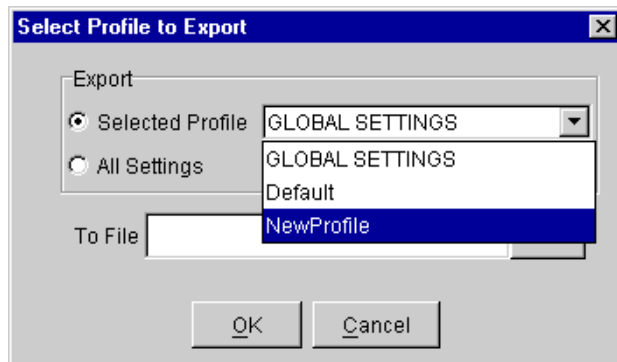 Select Profile to Export
Export
Selected Profile GLOBAL SETTINGS
All Settings GLOBAL SETTINGS
Default
NewProfile
To File
OK Cancel